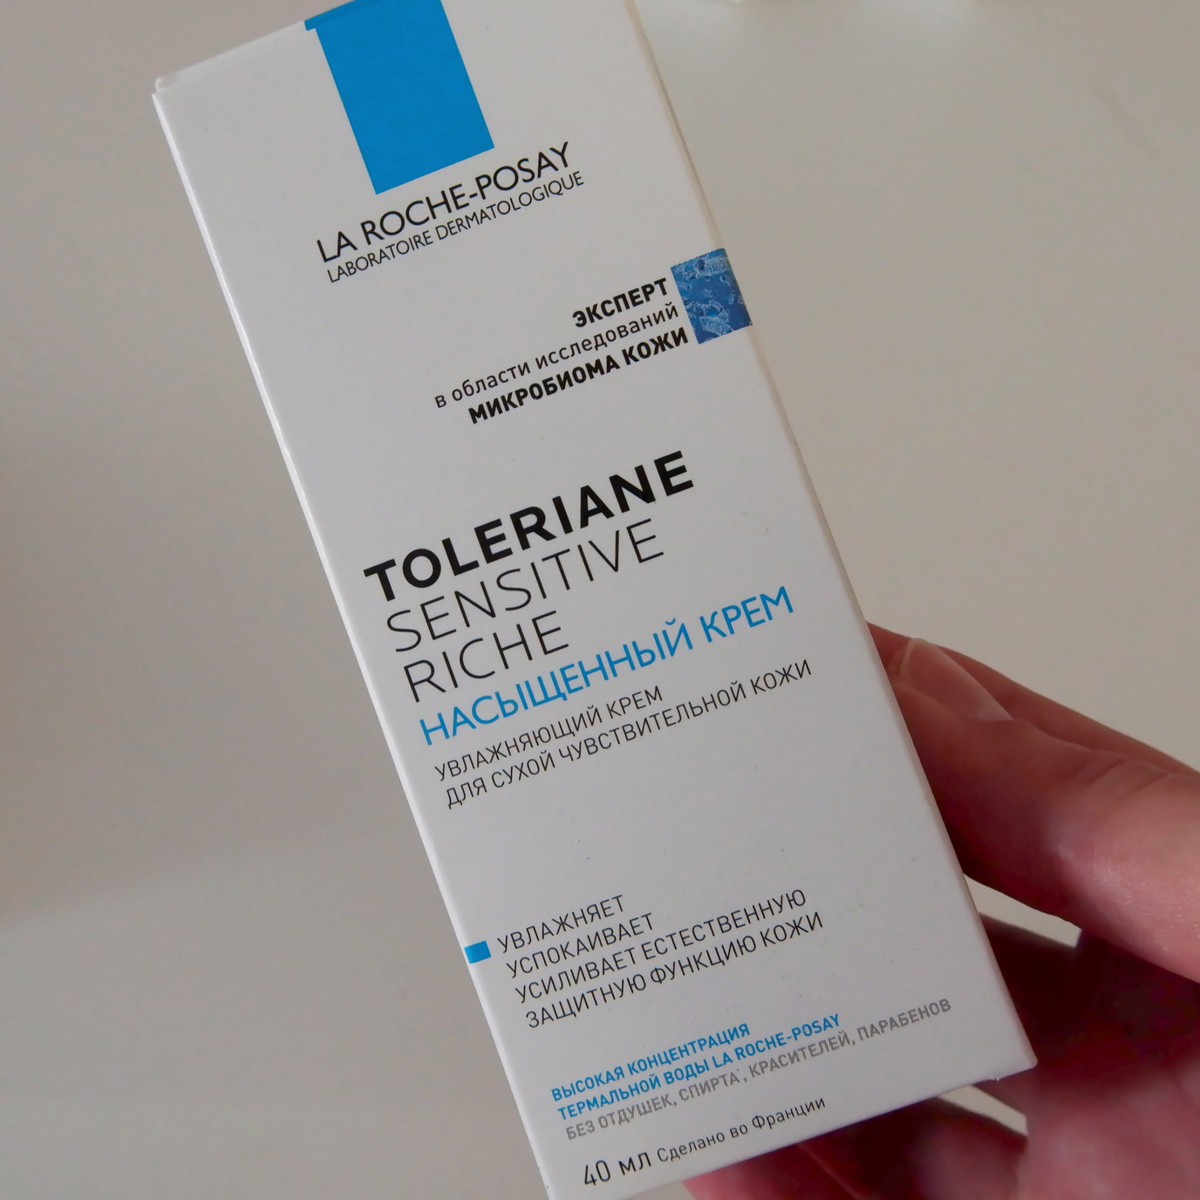 LA ROCHE-POSAY
LABORATOIRE DERMATOLOGIQUE
ЭКСПЕРТ
в области исследований
МИКРОБИОМА КОЖИ
TOLERIANE
SENSITIVE
RICHE
НАСЫЩЕННЫЙ КРЕМ
УВЛАЖНЯЮЩИЙ КРЕМ
ДЛЯ СУХОЙ ЧУВСТВИТЕЛЬНОЙ КОЖИ
УВЛАЖНЯЕТ
УСПОКАИВАЕТ
УСИЛИВАЕТ ЕСТЕСТВЕННУЮ
ЗАЩИТНУЮ ФУНКЦИЮ КОЖИ
ВЫСОКАЯ КОНЦЕНТРАЦИЯ
ТЕРМАЛЬНОЙ ВОДЫ LA ROCHE-POSAY
БЕЗ ОТДУШЕК, СПИРТА*, КРАСИТЕЛЕЙ, ПАРАБЕНОВ
40 мл Сделано во Франции